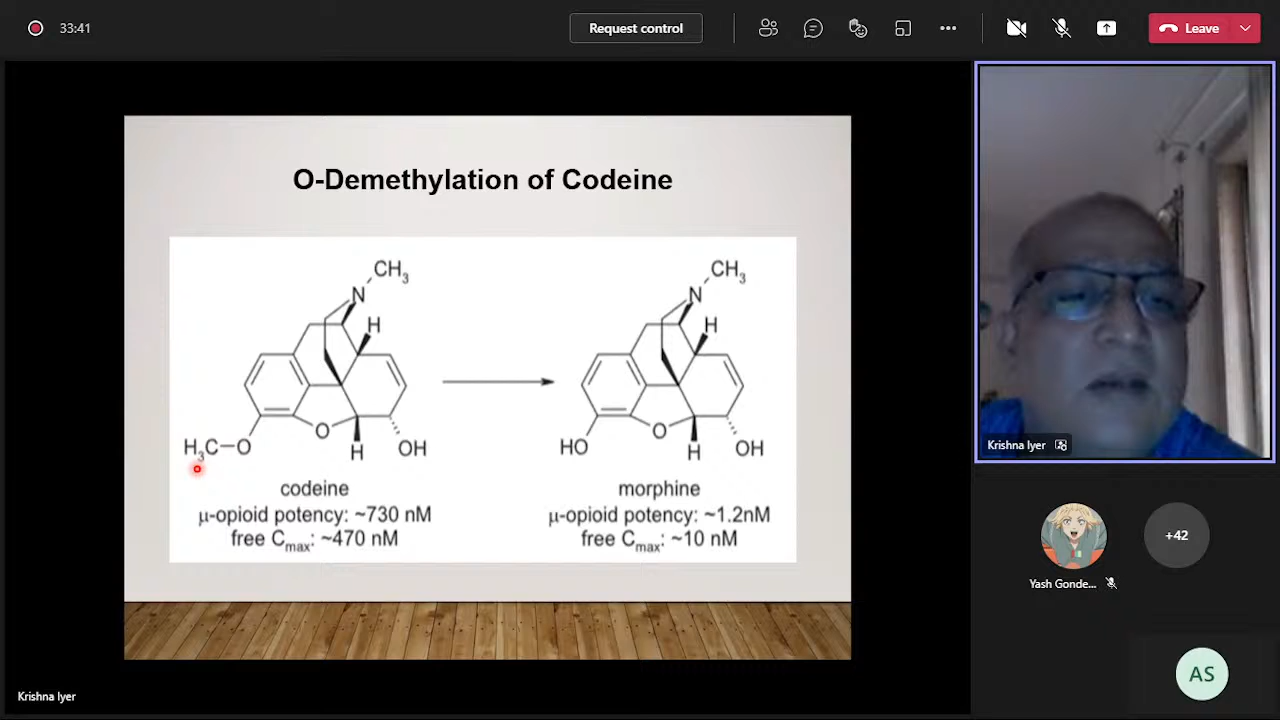 33:41
Request control
Leave
O-Demethylation of Codeine
CH₃
N
H
O
H₃C–O
H
OH
codeine
μ-opioid potency: ~730 nM
free Cmax: ~470 nM
CH₃
N
H
O
HO
H
OH
morphine
μ-opioid potency: ~1.2nM
free Cmax: ~10 nM
Krishna Iyer
Yash Gonde...
+42
AS
Krishna Iyer